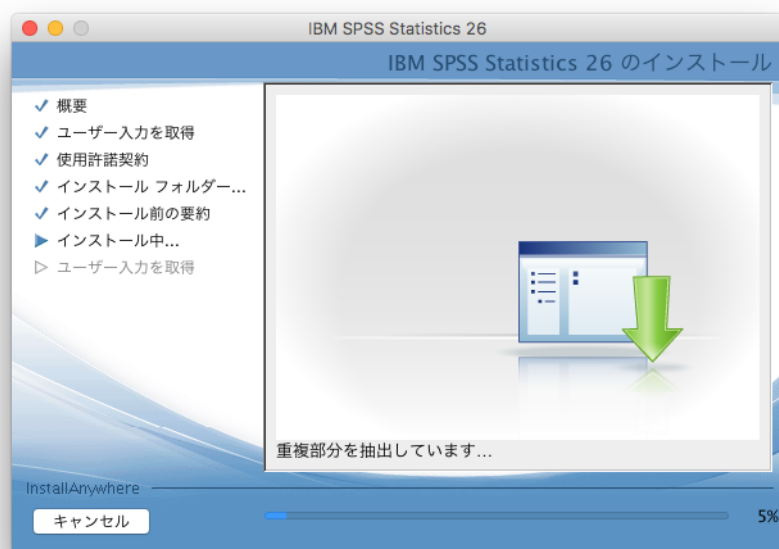 IBM SPSS Statistics 26
IBM SPSS Statistics 26 のインストール
概要
ユーザー入力を取得
使用許諾契約
インストール フォルダー...
インストール前の要約
インストール中...
ユーザー入力を取得
重複部分を抽出しています...
InstallAnywhere
キャンセル
5%